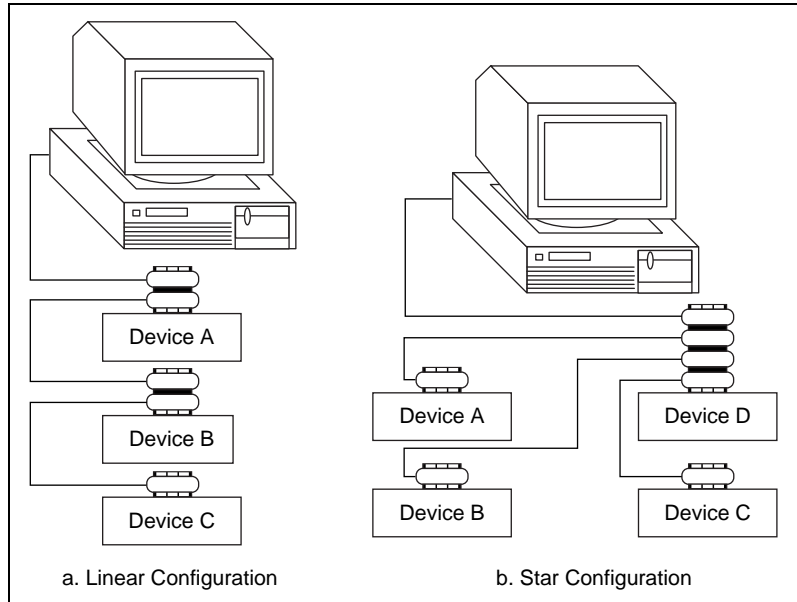 Device A
Device B
Device C
a. Linear Configuration
Device A
Device D
Device B
Device C
b. Star Configuration